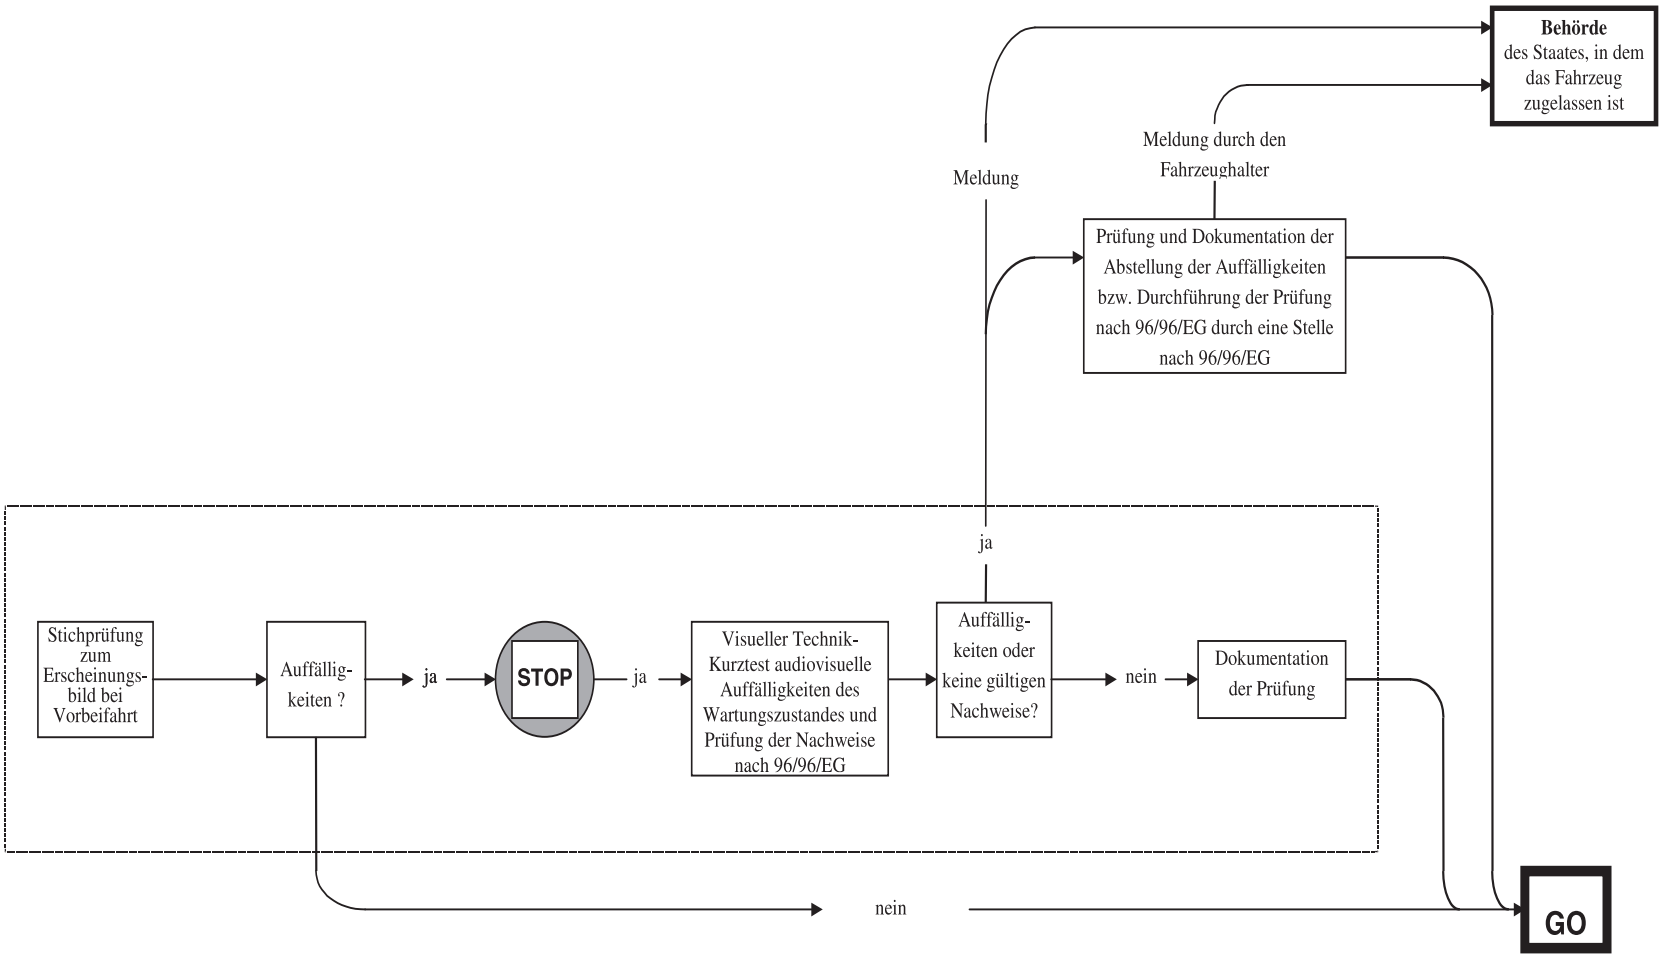 Behörde
des Staates, in dem
das Fahrzeug
zugelassen ist
Meldung durch den
Fahrzeughalter
Meldung
Prüfung und Dokumentation der
Abstellung der Auffälligkeiten
bzw. Durchführung der Prüfung
nach 96/96/EG durch eine Stelle
nach 96/96/EG
ja
Stichprüfung
zum
Erscheinungs-
bild bei
Vorbeifahrt
Auffällig-
keiten ?
ja
STOP
ja
Visueller Technik-
Kurztest audiovisuelle
Auffälligkeiten des
Wartungszustandes und
Prüfung der Nachweise
nach 96/96/EG
Auffällig-
keiten oder
keine gültigen
Nachweise?
nein
Dokumentation
der Prüfung
nein
GO